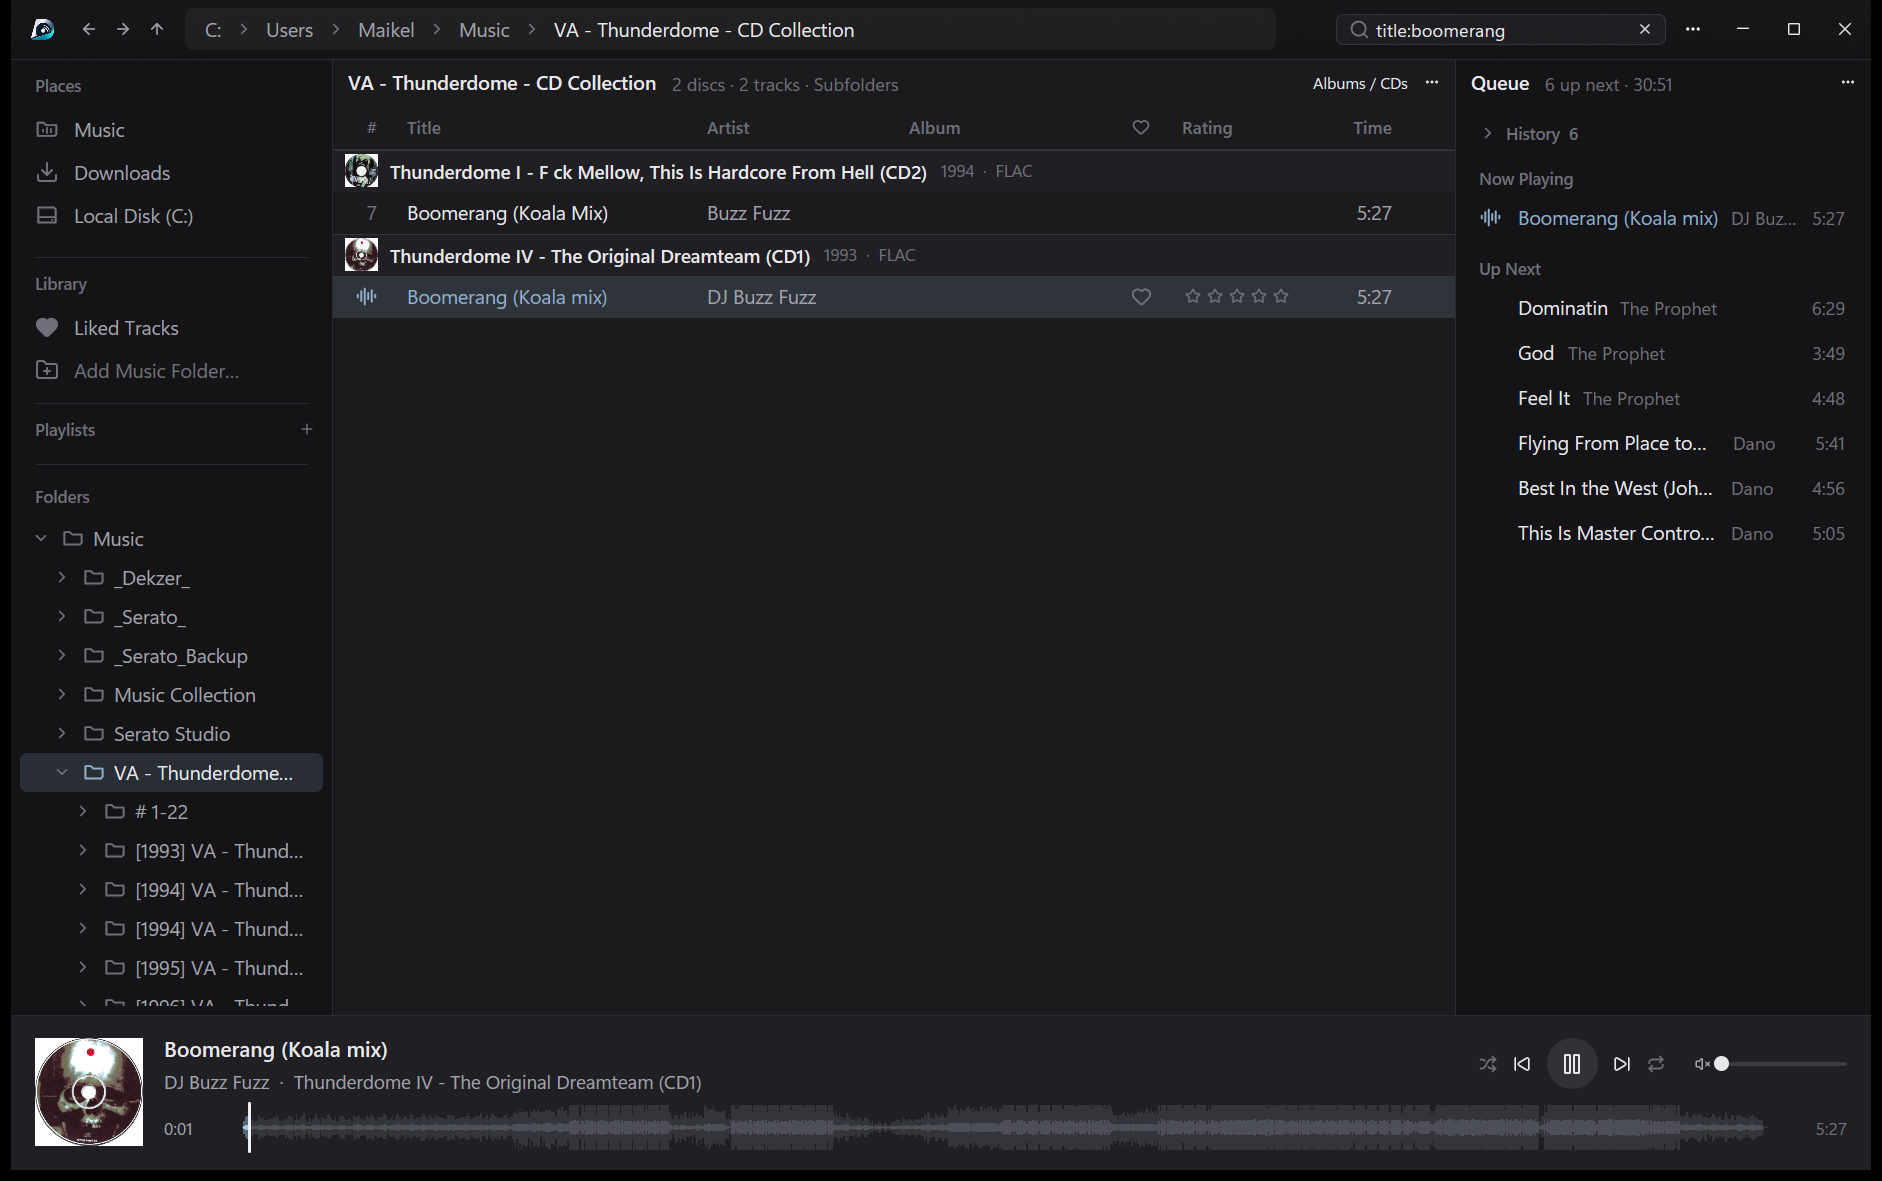 C: > Users > Maikel > Music > VA - Thunderdome - CD Collection
title:boomerang
Places
Music
Downloads
Local Disk (C:)
Library
Liked Tracks
Add Music Folder...
Playlists
Folders
Music
_Dekzer_
_Serato_
_Serato_Backup
Music Collection
Serato Studio
VA - Thunderdome...
# 1-22
[1993] VA - Thund...
[1994] VA - Thund...
[1994] VA - Thund...
[1995] VA - Thund...
[1996] VA - Thund...
VA - Thunderdome - CD Collection 2 discs · 2 tracks · Subfolders
Albums / CDs
# Title Artist Album Rating Time
Thunderdome I - F ck Mellow, This Is Hardcore From Hell (CD2) 1994 · FLAC
7 Boomerang (Koala Mix) Buzz Fuzz 5:27
Thunderdome IV - The Original Dreamteam (CD1) 1993 · FLAC
Boomerang (Koala mix) DJ Buzz Fuzz 5:27
Queue 6 up next · 30:51
History 6
Now Playing
Boomerang (Koala mix) DJ Buz... 5:27
Up Next
Dominatin The Prophet 6:29
God The Prophet 3:49
Feel It The Prophet 4:48
Flying From Place to... Dano 5:41
Best In the West (Joh... Dano 4:56
This Is Master Contro... Dano 5:05
Boomerang (Koala mix)
DJ Buzz Fuzz · Thunderdome IV - The Original Dreamteam (CD1)
0:01
5:27